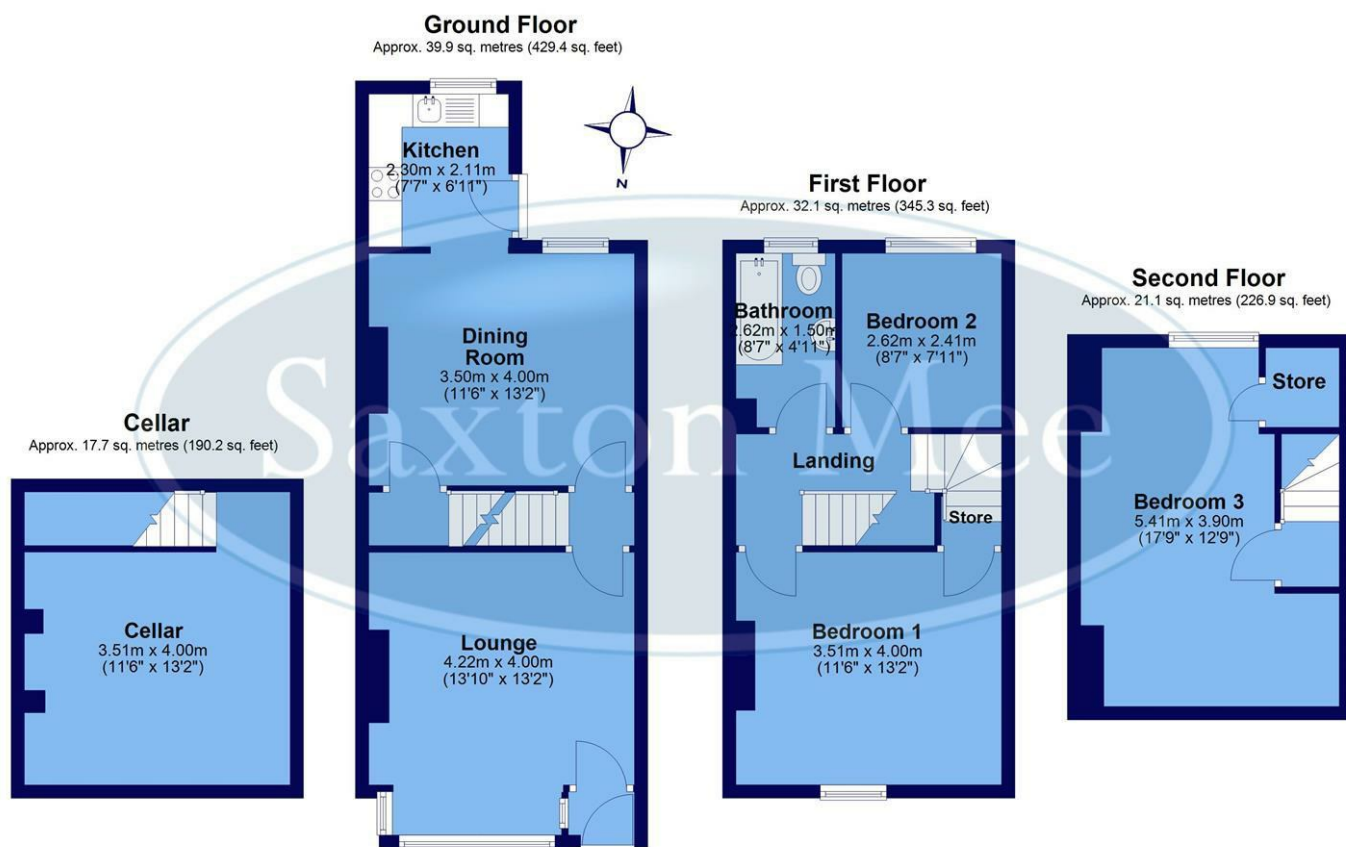 Ground Floor
Approx. 39.9 sq. metres (429.4 sq. feet)
Kitchen
2.30m x 2.11m
(7'7" x 6'11")
N
Dining
Room
3.50m x 4.00m
(11'6" x 13'2")
Lounge
4.22m x 4.00m
(13'10" x 13'2")
First Floor
Approx. 32.1 sq. metres (345.3 sq. feet)
Bathroom
2.62m x 1.50m
(8'7" x 4'11")
Bedroom 2
2.62m x 2.41m
(8'7" x 7'11")
Landing
Store
Bedroom 1
3.51m x 4.00m
(11'6" x 13'2")
Second Floor
Approx. 21.1 sq. metres (226.9 sq. feet)
Store
Bedroom 3
5.41m x 3.90m
(17'9" x 12'9")
Cellar
Approx. 17.7 sq. metres (190.2 sq. feet)
Cellar
3.51m x 4.00m
(11'6" x 13'2")
Saxton Mee